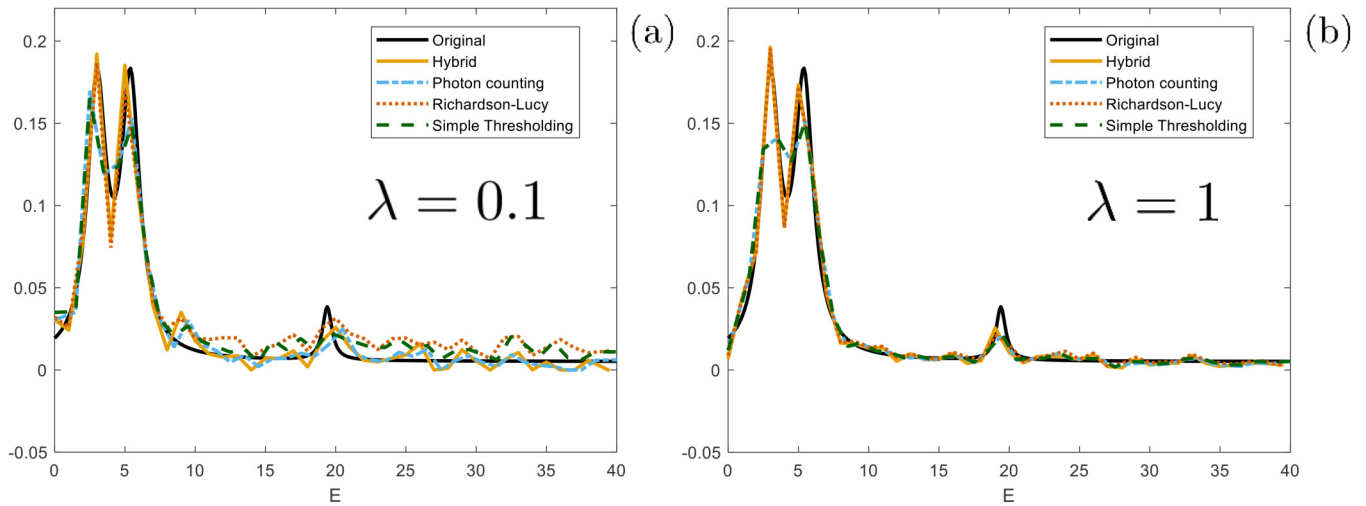 (a)
0.2
0.15
0.1
0.05
0
-0.05
0 5 10 15 20 25 30 35 40
E
Original
Hybrid
Photon counting
Richardson-Lucy
Simple Thresholding
λ = 0.1
(b)
0.2
0.15
0.1
0.05
0
-0.05
0 5 10 15 20 25 30 35 40
E
Original
Hybrid
Photon counting
Richardson-Lucy
Simple Thresholding
λ = 1